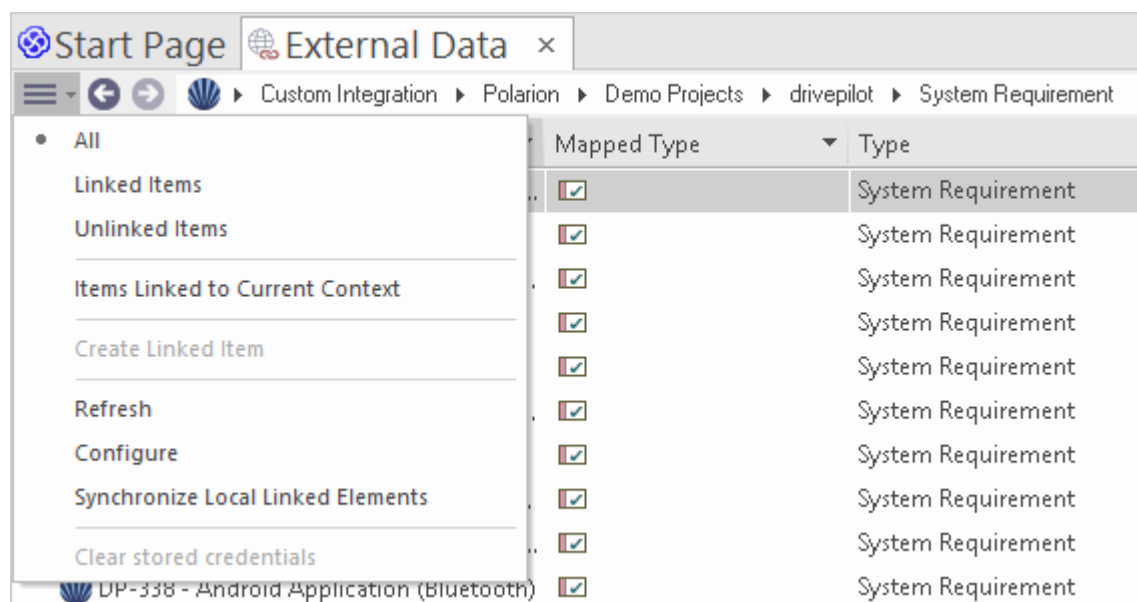 Start Page External Data ×
Custom Integration Polarion Demo Projects drivepilot System Requirement
All Mapped Type Type
Linked Items System Requirement
Unlinked Items System Requirement
Items Linked to Current Context System Requirement
System Requirement
Create Linked Item System Requirement
Refresh System Requirement
Configure System Requirement
Synchronize Local Linked Elements System Requirement
Clear stored credentials System Requirement
DP-338 - Android Application (Bluetooth) System Requirement